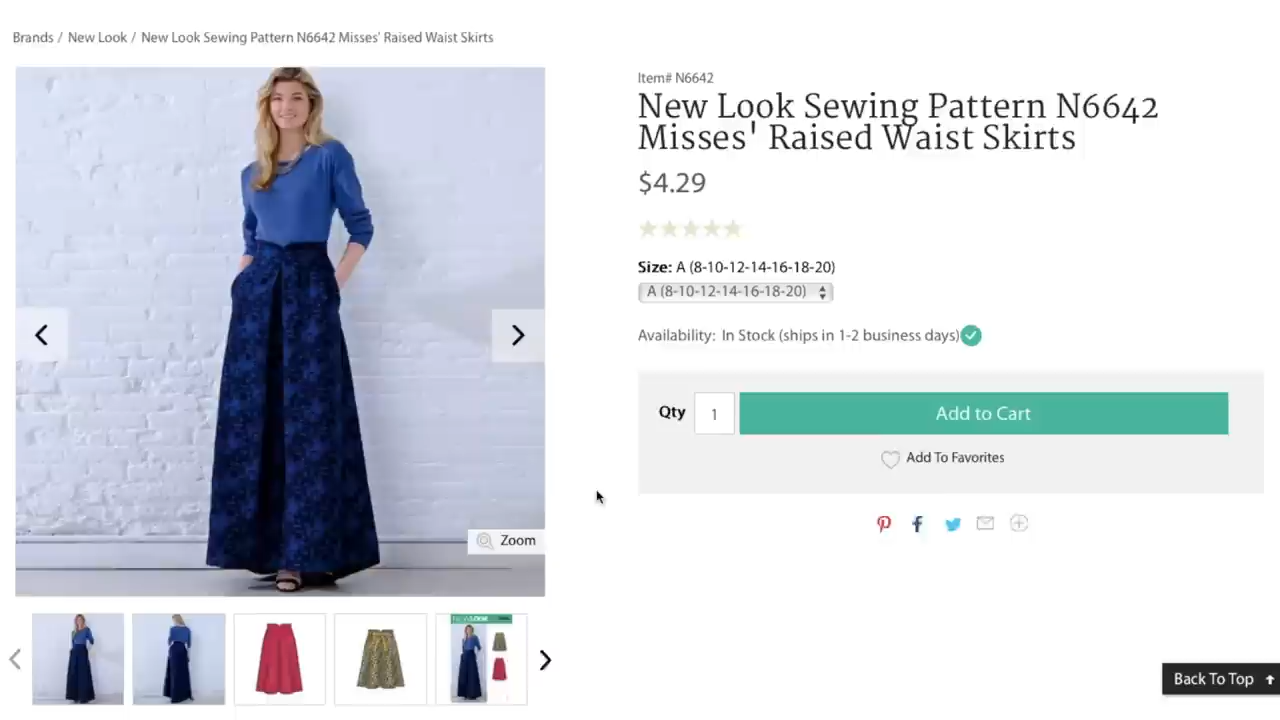 Brands / New Look / New Look Sewing Pattern N6642 Misses' Raised Waist Skirts
Item# N6642
New Look Sewing Pattern N6642
Misses' Raised Waist Skirts
$4.29
Size: A (8-10-12-14-16-18-20)
A (8-10-12-14-16-18-20)
Availability: In Stock (ships in 1-2 business days)
Qty 1 Add to Cart
Add To Favorites
Zoom
NEW LOOK
Back To Top